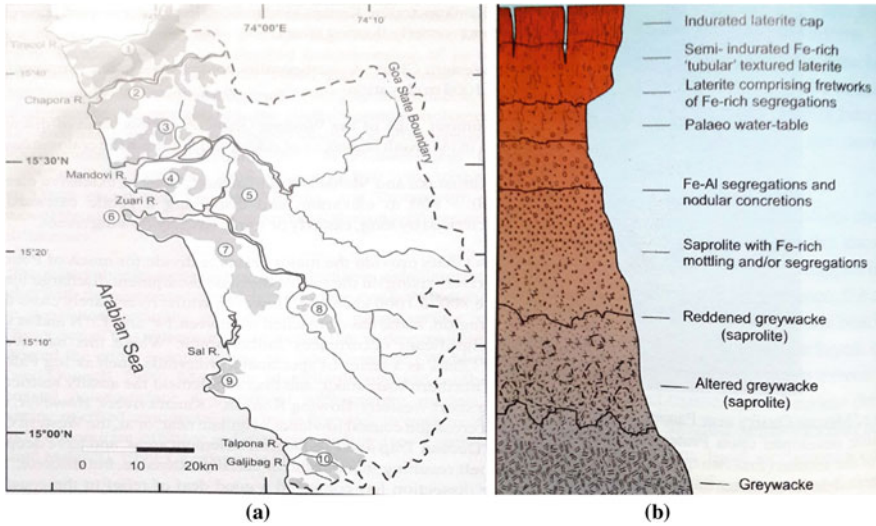 74°00'E
74°10'
Tiracol R.
15°40'
Chapora R.
15°30'N
Mandovi R.
Zuari R.
15°20'
Arabian Sea
Sal R.
15°10'
15°00'N
Talpona R.
Galjibag R.
Goa State Boundary
1
2
3
4
5
6
7
8
9
10
0 10 20km
(a)
Indurated laterite cap
Semi- indurated Fe-rich
'tubular' textured laterite
Laterite comprising fretworks
of Fe-rich segregations
Palaeo water-table
Fe-Al segregations and
nodular concretions
Saprolite with Fe-rich
mottling and/or segregations
Reddened greywacke
(saprolite)
Altered greywacke
(saprolite)
Greywacke
(b)